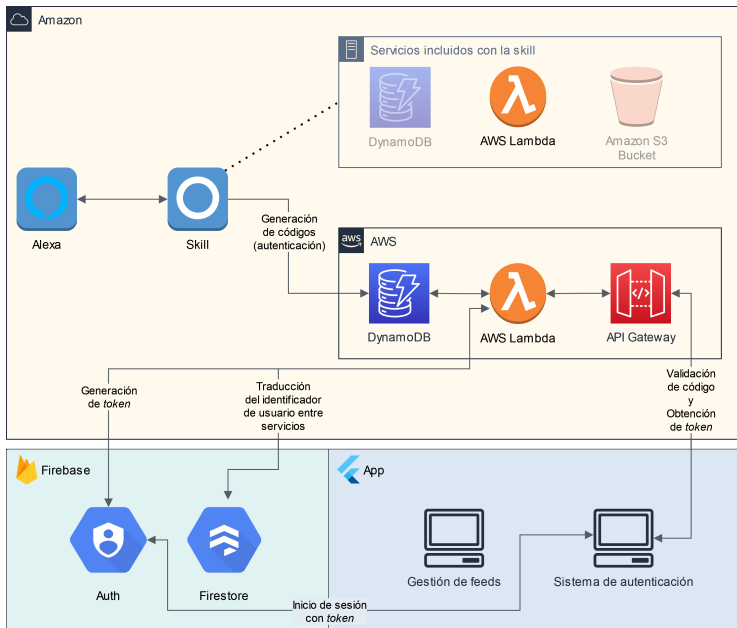 Amazon
Servicios incluidos con la skill
DynamoDB
AWS Lambda
Amazon S3
Bucket
Alexa
Skill
Generación
de códigos
(autenticación)
aws
AWS
DynamoDB
AWS Lambda
API Gateway
Generación
de token
Traducción
del identificador
de usuario entre
servicios
Validación
de código
y
Obtención
de token
Firebase
App
Auth
Firestore
Gestión de feeds
Sistema de autenticación
Inicio de sesión
con token